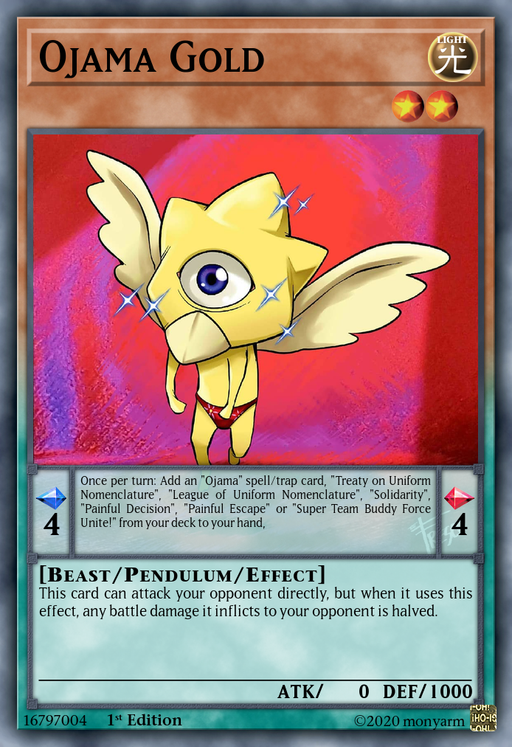 Ojama Gold
LIGHT
光
Once per turn: Add an "Ojama" spell/trap card, "Treaty on Uniform
Nomenclature", "League of Uniform Nomenclature", "Solidarity",
"Painful Decision", "Painful Escape" or "Super Team Buddy Force
Unite!" from your deck to your hand,
4
4
[Beast/Pendulum/Effect]
This card can attack your opponent directly, but when it uses this
effect, any battle damage it inflicts to your opponent is halved.
ATK/ 0 DEF/1000
16797004 1st Edition ©2020 monyarm